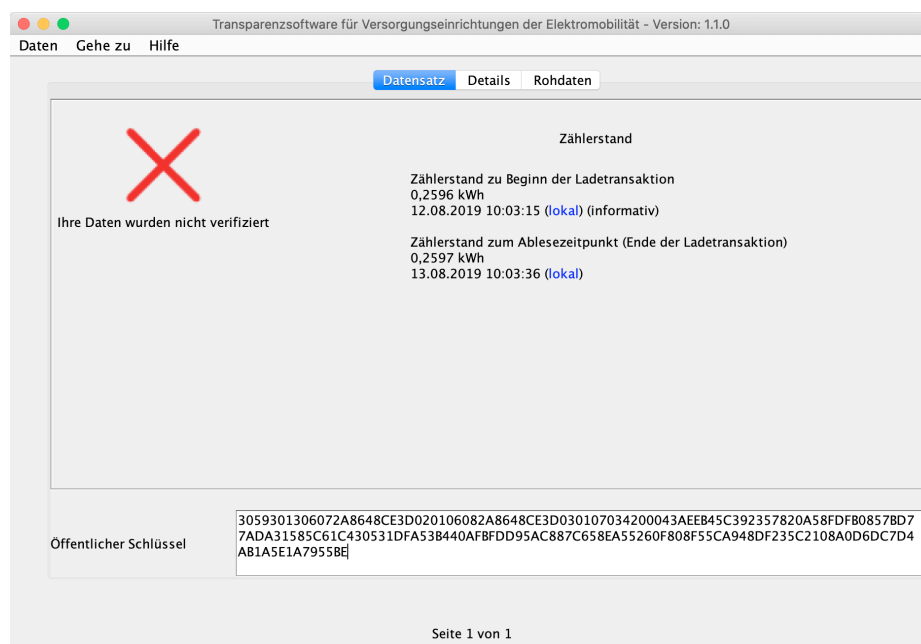 Transparenzsoftware für Versorgungseinrichtungen der Elektromobilität - Version: 1.1.0
Daten Gehe zu Hilfe
Datensatz Details Rohdaten
Zählerstand
Zählerstand zu Beginn der Ladetransaktion
0,2596 kWh
12.08.2019 10:03:15 (lokal) (informativ)
Ihre Daten wurden nicht verifiziert
Zählerstand zum Ablesezeitpunkt (Ende der Ladetransaktion)
0,2597 kWh
13.08.2019 10:03:36 (lokal)
Öffentlicher Schlüssel
3059301306072A8648CE3D020106082A8648CE3D030107034200043AEEB45C392357820A58FDFB0857BD7
7ADA31585C61C430531DFA53B440AFBFDD95AC887C658EA55260F808F55CA948DF235C2108A0D6DC7D4
AB1A5E1A7955BE
Seite 1 von 1